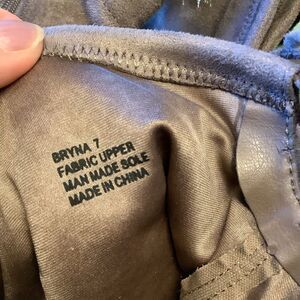 BRYNA 7
FABRIC UPPER
MAN MADE SOLE
MADE IN CHINA